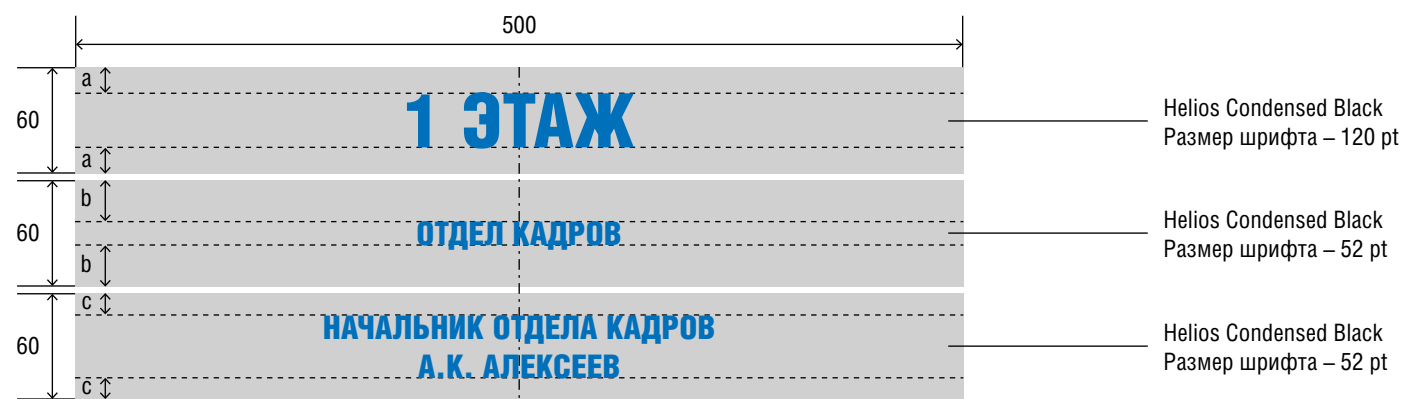 500
60
a
1 ЭТАЖ
a
Helios Condensed Black
Размер шрифта – 120 pt
60
b
ОТДЕЛ КАДРОВ
b
Helios Condensed Black
Размер шрифта – 52 pt
60
c
НАЧАЛЬНИК ОТДЕЛА КАДРОВ
А.К. АЛЕКСЕЕВ
c
Helios Condensed Black
Размер шрифта – 52 pt